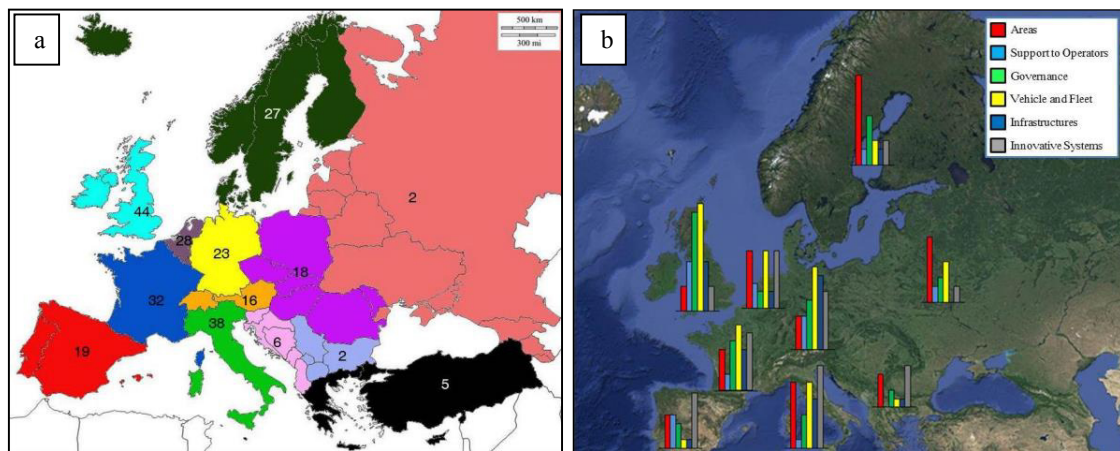 a
500 km
300 mi
27
2
44
28
23
18
32
16
38
6
2
19
5
b
Areas
Support to Operators
Governance
Vehicle and Fleet
Infrastructures
Innovative Systems